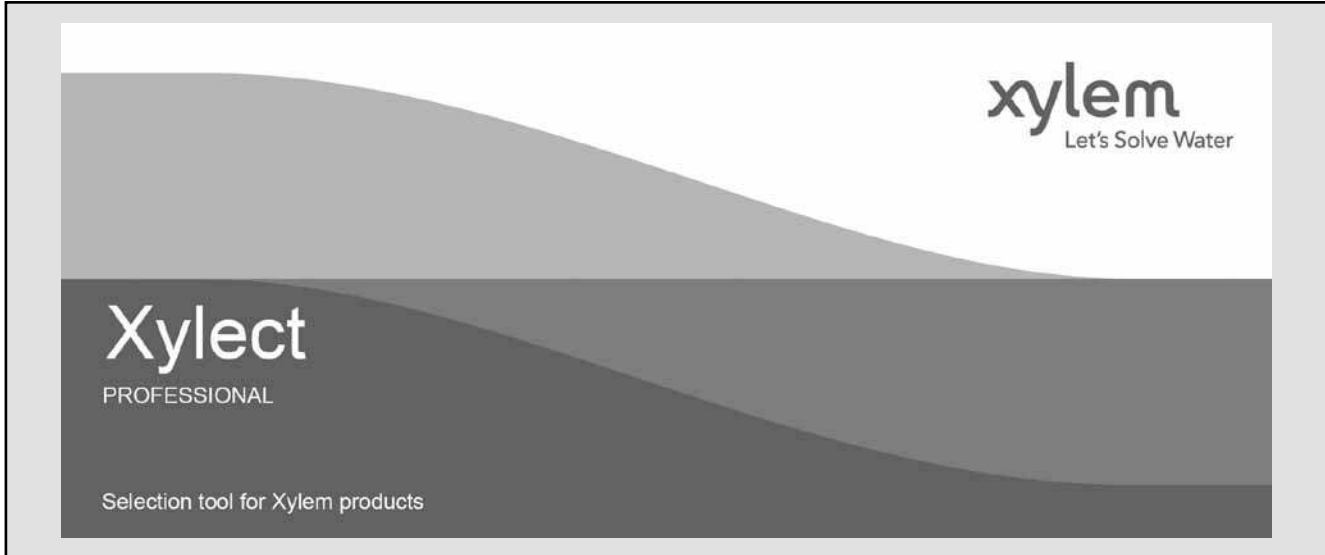 xylem
Let's Solve Water
Xylect
PROFESSIONAL
Selection tool for Xylem products